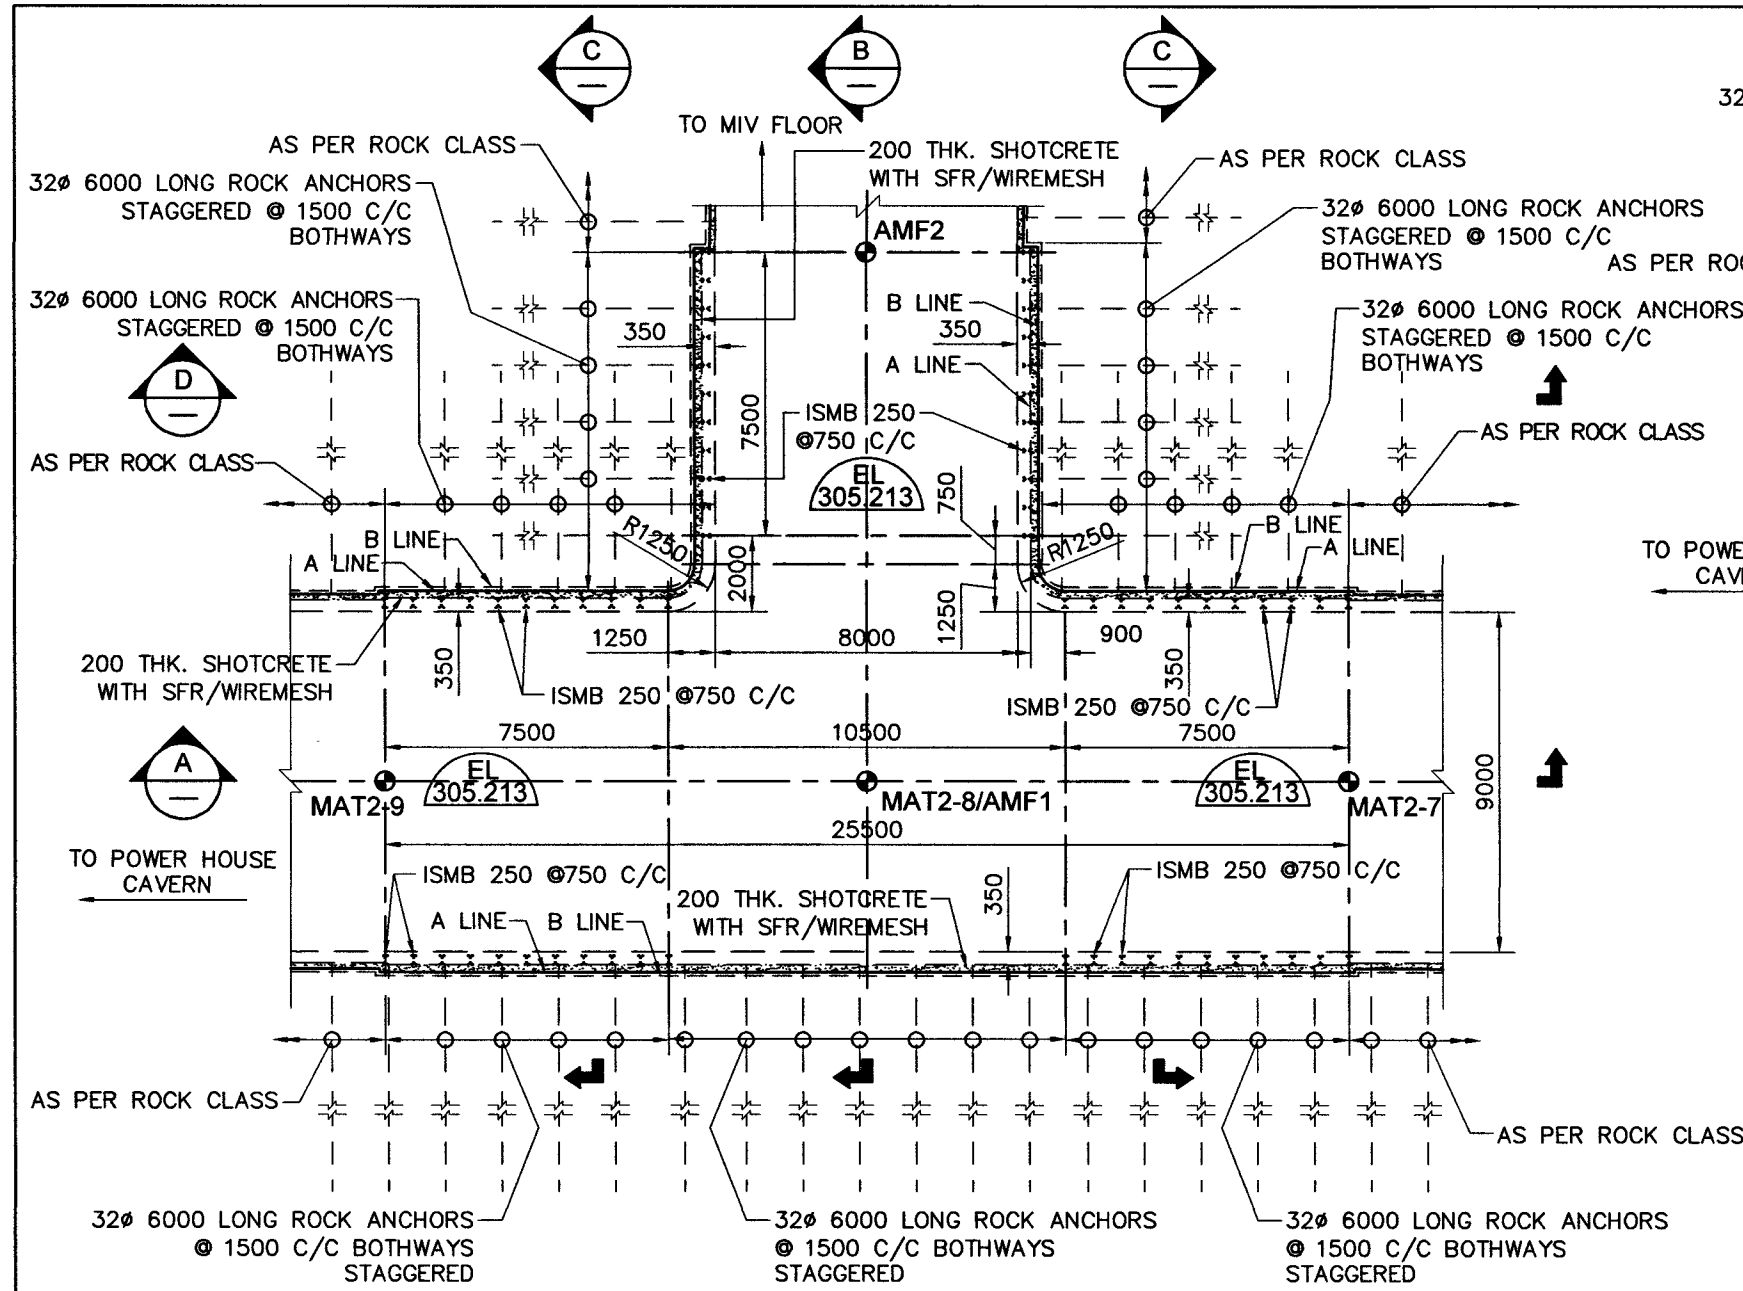 C
B
C
32
TO MIV FLOOR
AS PER ROCK CLASS
200 THK. SHOTCRETE
WITH SFR/WIREMESH
AS PER ROCK CLASS
32ø 6000 LONG ROCK ANCHORS
STAGGERED @ 1500 C/C
BOTHWAYS
32ø 6000 LONG ROCK ANCHORS
STAGGERED @ 1500 C/C
BOTHWAYS
AMF2
AS PER ROC
32ø 6000 LONG ROCK ANCHORS
STAGGERED @ 1500 C/C
BOTHWAYS
B LINE
32ø 6000 LONG ROCK ANCHORS
STAGGERED @ 1500 C/C
BOTHWAYS
350
350
A LINE
D
7500
ISMB 250
@750 C/C
AS PER ROCK CLASS
AS PER ROCK CLASS
EL
305.213
750
R1250
R1250
B LINE
A LINE
2000
B LINE
A LINE
TO POWE
CAV
1250
1250
8000
900
350
350
200 THK. SHOTCRETE
WITH SFR/WIREMESH
ISMB 250 @750 C/C
ISMB 250 @750 C/C
7500
10500
7500
A
EL
305.213
EL
305.213
9000
MAT2-9
MAT2-8/AMF1
MAT2-7
25500
TO POWER HOUSE
CAVERN
ISMB 250 @750 C/C
ISMB 250 @750 C/C
200 THK. SHOTCRETE
WITH SFR/WIREMESH
350
A LINE
B LINE
AS PER ROCK CLASS
AS PER ROCK CLASS
32ø 6000 LONG ROCK ANCHORS
@ 1500 C/C BOTHWAYS
STAGGERED
32ø 6000 LONG ROCK ANCHORS
@ 1500 C/C BOTHWAYS
STAGGERED
32ø 6000 LONG ROCK ANCHORS
@ 1500 C/C BOTHWAYS
STAGGERED